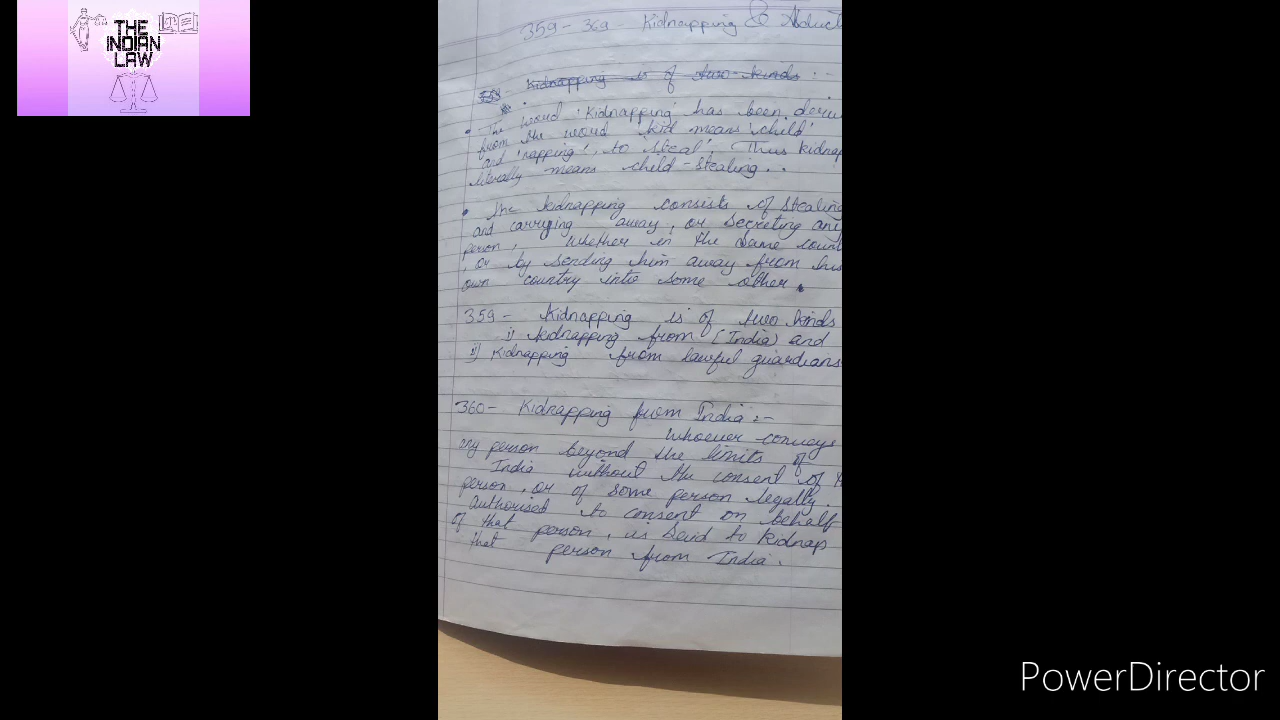 THE
INDIAN
LAW
359-369 - Kidnapping & Abduct
Kidnapping is of two kinds :-
• The word 'Kidnapping' has been deriv
from the word 'kid means 'child'
and 'napping', to 'steal'. Thus kidnap
literally means child-stealing..
• The kidnapping consists of stealing
and carrying away, or secreting any
person, whether in the same coun
, or by sending him away from his
own country into some other.
359- Kidnapping is of two kinds
i) kidnapping from (India) and
ii) kidnapping from lawful guardians
360- Kidnapping from India :-
Whoever conveys
any person beyond the limits of
India without the consent of
person, or of some person legally.
authorised to consent on behalf
of that person, is said to kidnap
that person from India.
PowerDirector